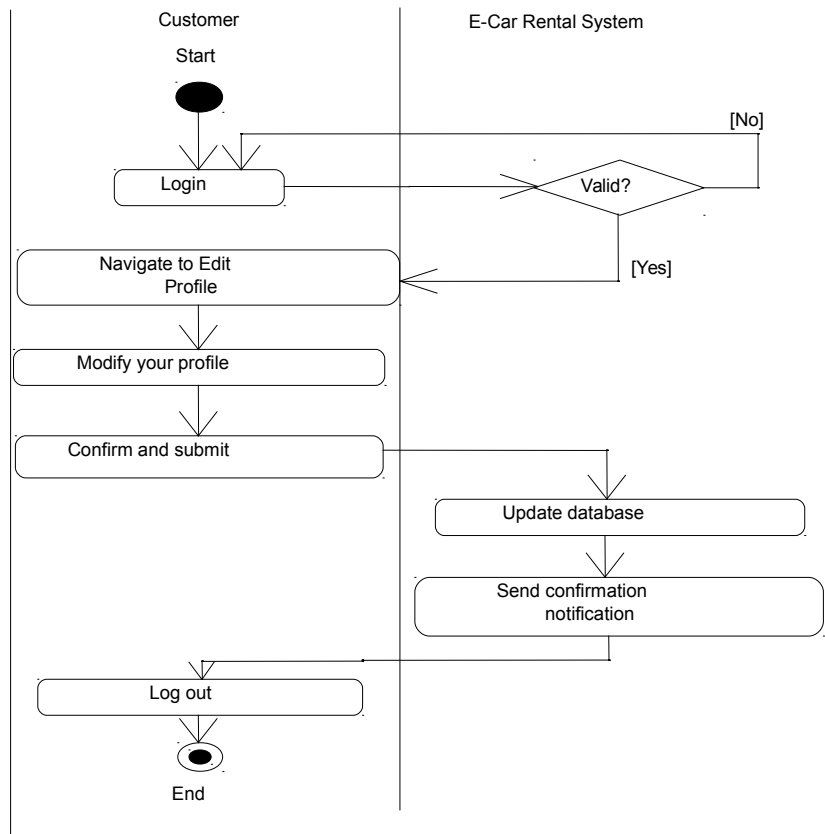 Customer
E-Car Rental System
Start
[No]
Login
Valid?
Navigate to Edit
Profile
[Yes]
Modify your profile
Confirm and submit
Update database
Send confirmation
notification
Log out
End